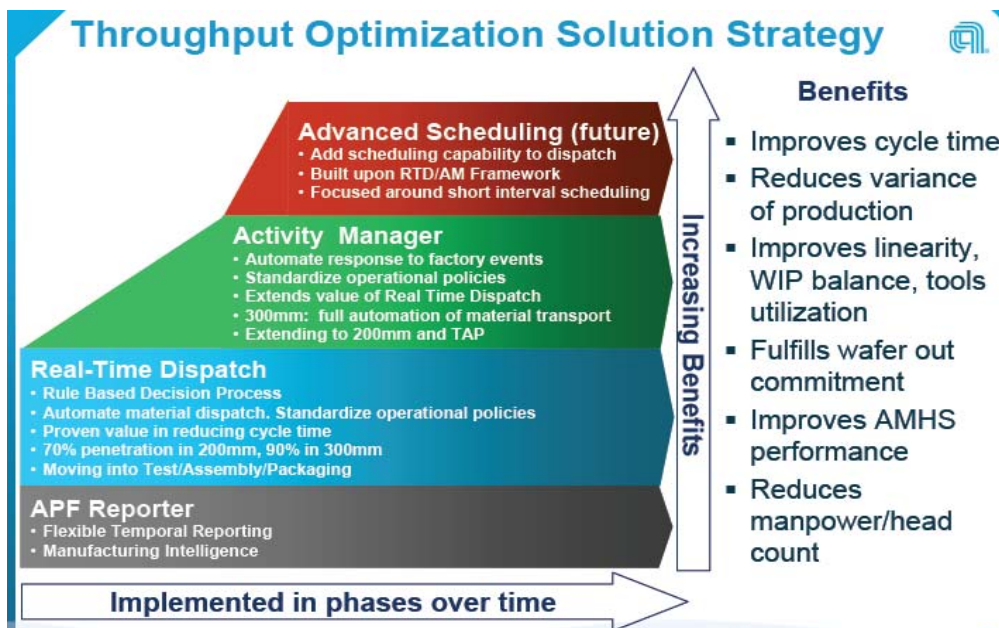 Throughput Optimization Solution Strategy
Advanced Scheduling (future)
• Add scheduling capability to dispatch
• Built upon RTD/AM Framework
• Focused around short interval scheduling
Activity Manager
• Automate response to factory events
• Standardize operational policies
• Extends value of Real Time Dispatch
• 300mm: full automation of material transport
• Extending to 200mm and TAP
Real-Time Dispatch
• Rule Based Decision Process
• Automate material dispatch. Standardize operational policies
• Proven value in reducing cycle time
• 70% penetration in 200mm, 90% in 300mm
• Moving into Test/Assembly/Packaging
APF Reporter
• Flexible Temporal Reporting
• Manufacturing Intelligence
Implemented in phases over time
Increasing Benefits
Benefits
▪ Improves cycle time
▪ Reduces variance
of production
▪ Improves linearity,
WIP balance, tools
utilization
▪ Fulfills wafer out
commitment
▪ Improves AMHS
performance
▪ Reduces
manpower/head
count